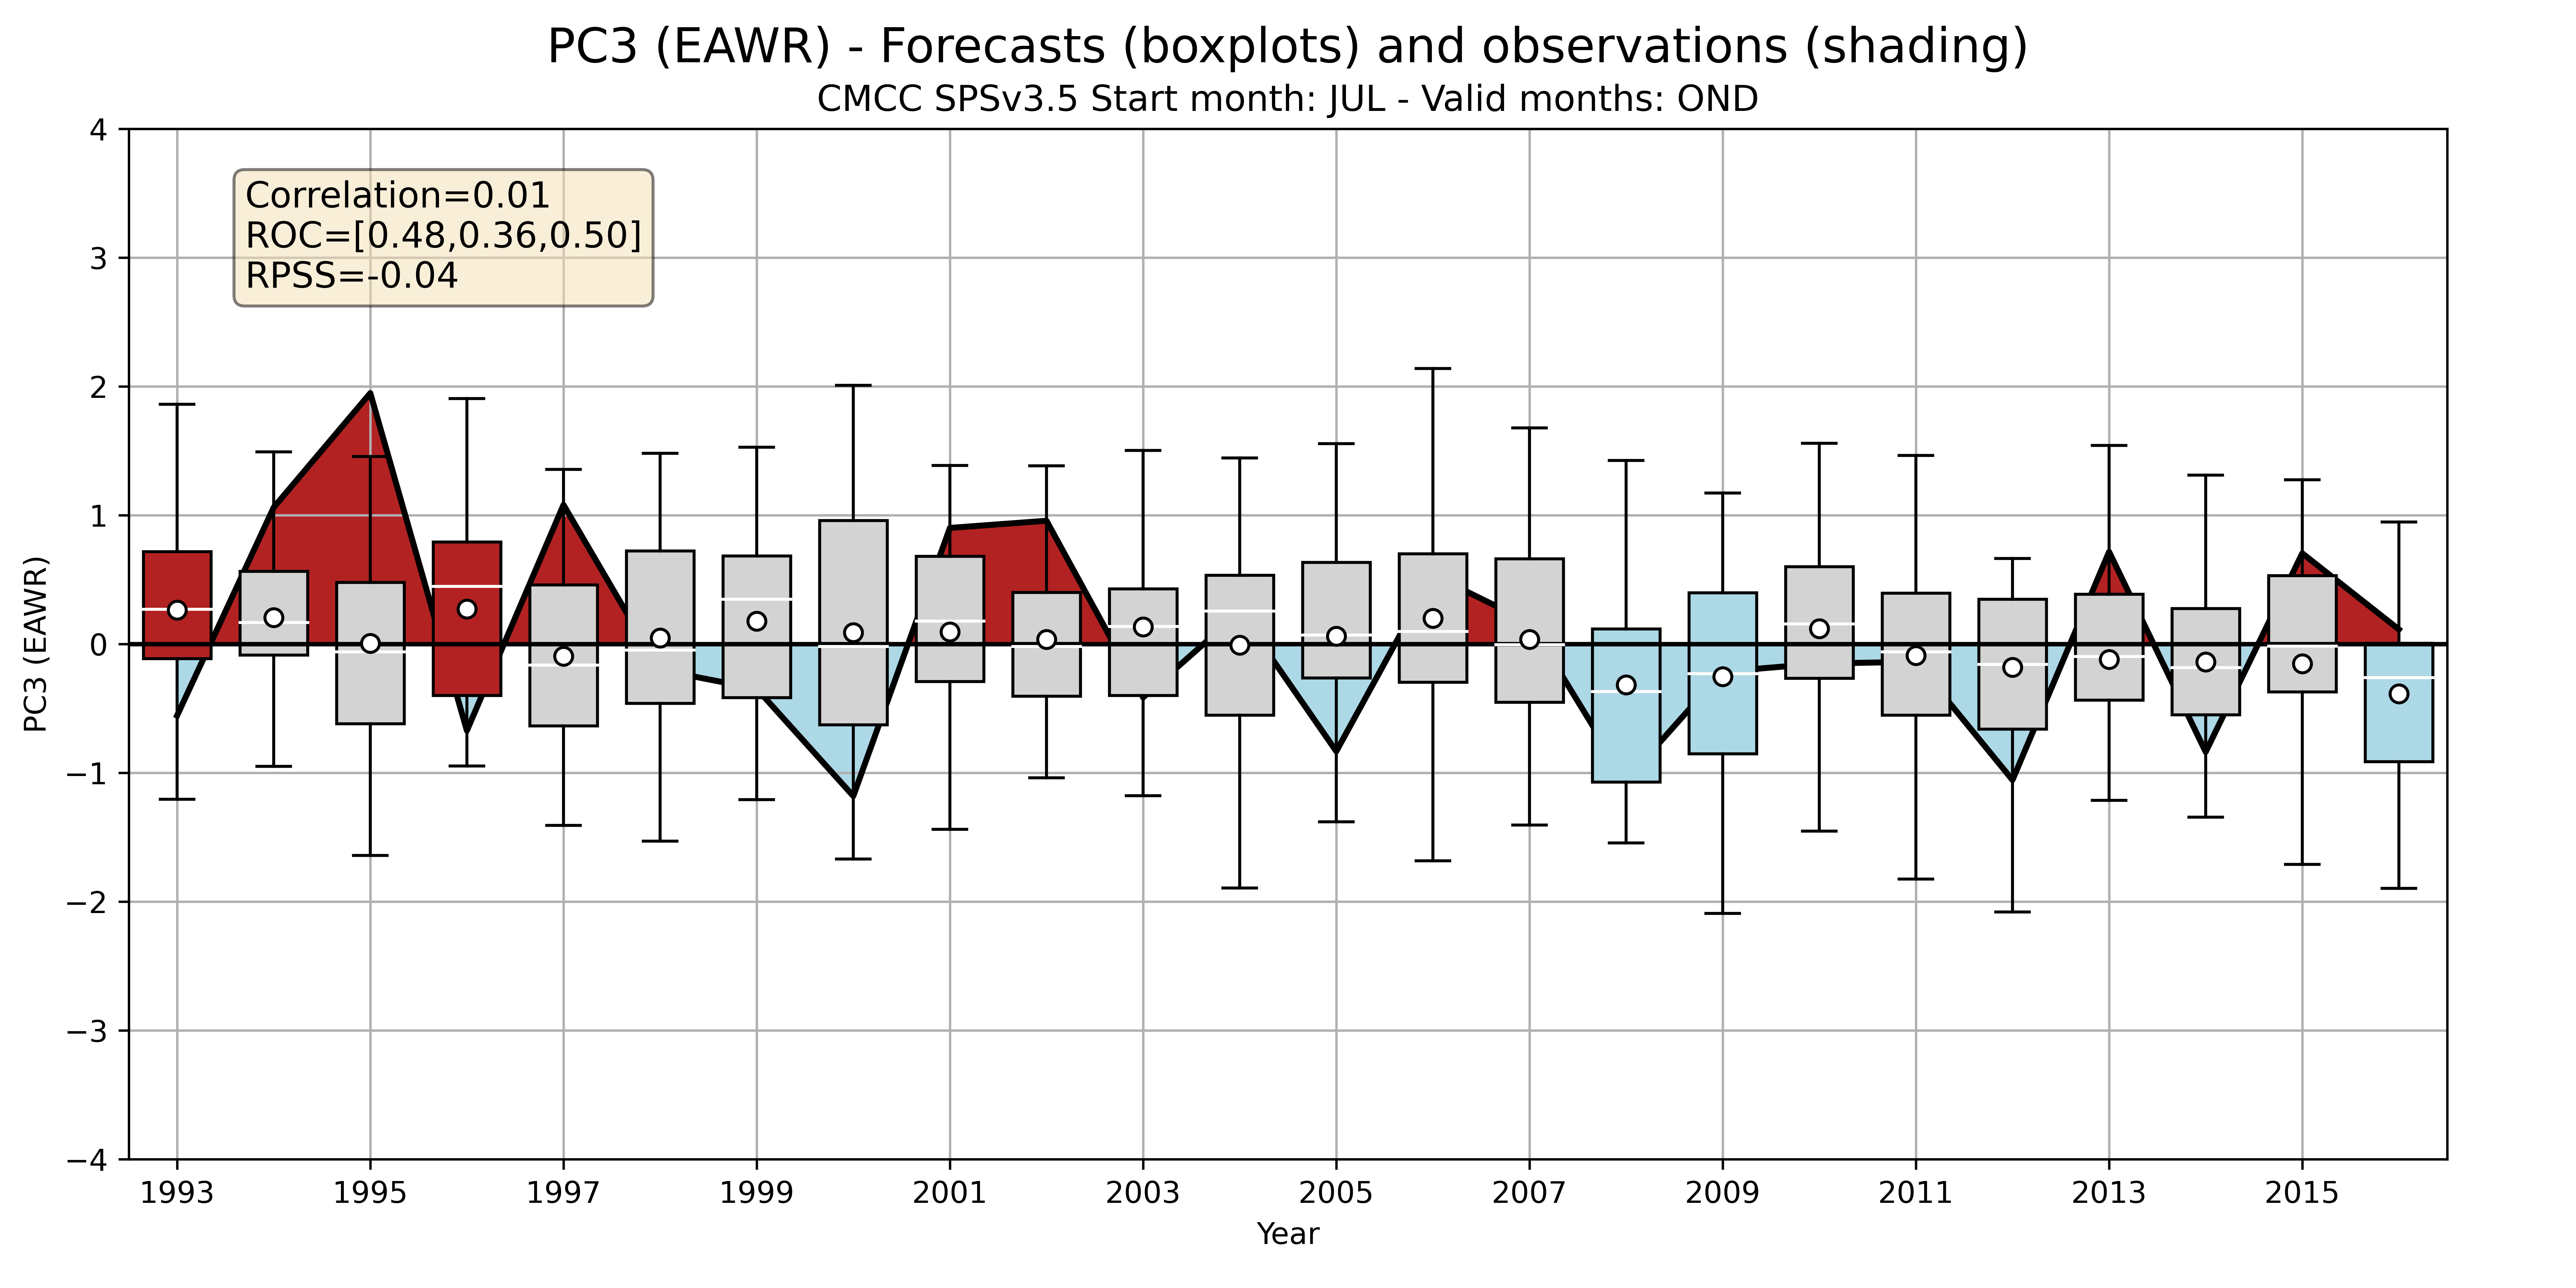 PC3 (EAWR) - Forecasts (boxplots) and observations (shading)
CMCC SPSv3.5 Start month: JUL - Valid months: OND
Correlation=0.01
ROC=[0.48,0.36,0.50]
RPSS=-0.04
PC3 (EAWR)
4
3
2
1
0
−1
−2
−3
−4
1993 1995 1997 1999 2001 2003 2005 2007 2009 2011 2013 2015
Year